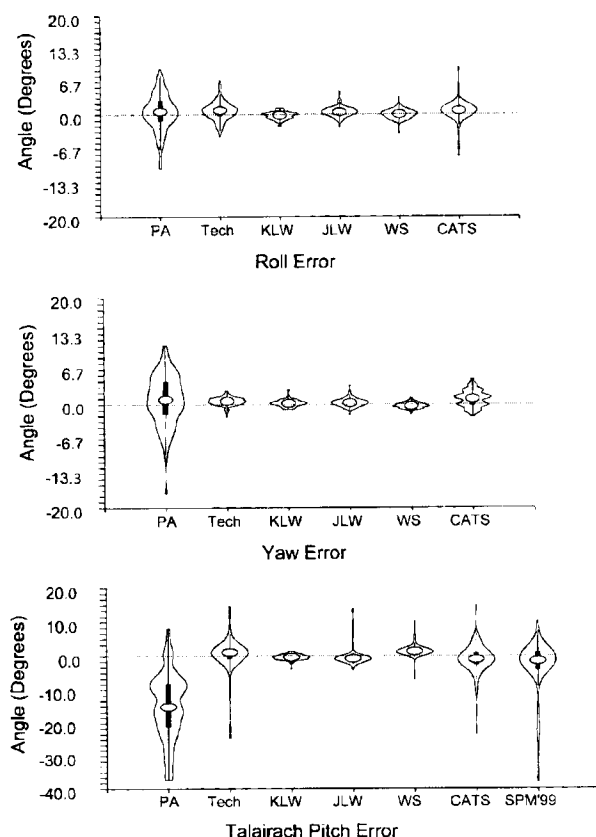 20.0
13.3
6.7
0.0
-6.7
-13.3
-20.0
Angle (Degrees)
PA Tech KLW JLW WS CATS
Roll Error
20.0
13.3
6.7
0.0
-6.7
-13.3
-20.0
Angle (Degrees)
PA Tech KLW JLW WS CATS
Yaw Error
20.0
10.0
0.0
-10.0
-20.0
-30.0
-40.0
Angle (Degrees)
PA Tech KLW JLW WS CATS SPM'99
Talairach Pitch Error